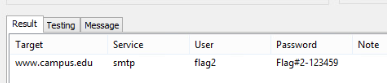 Result Testing Message
Target Service User Password Note
www.campus.edu smtp flag2 Flag#2-123459